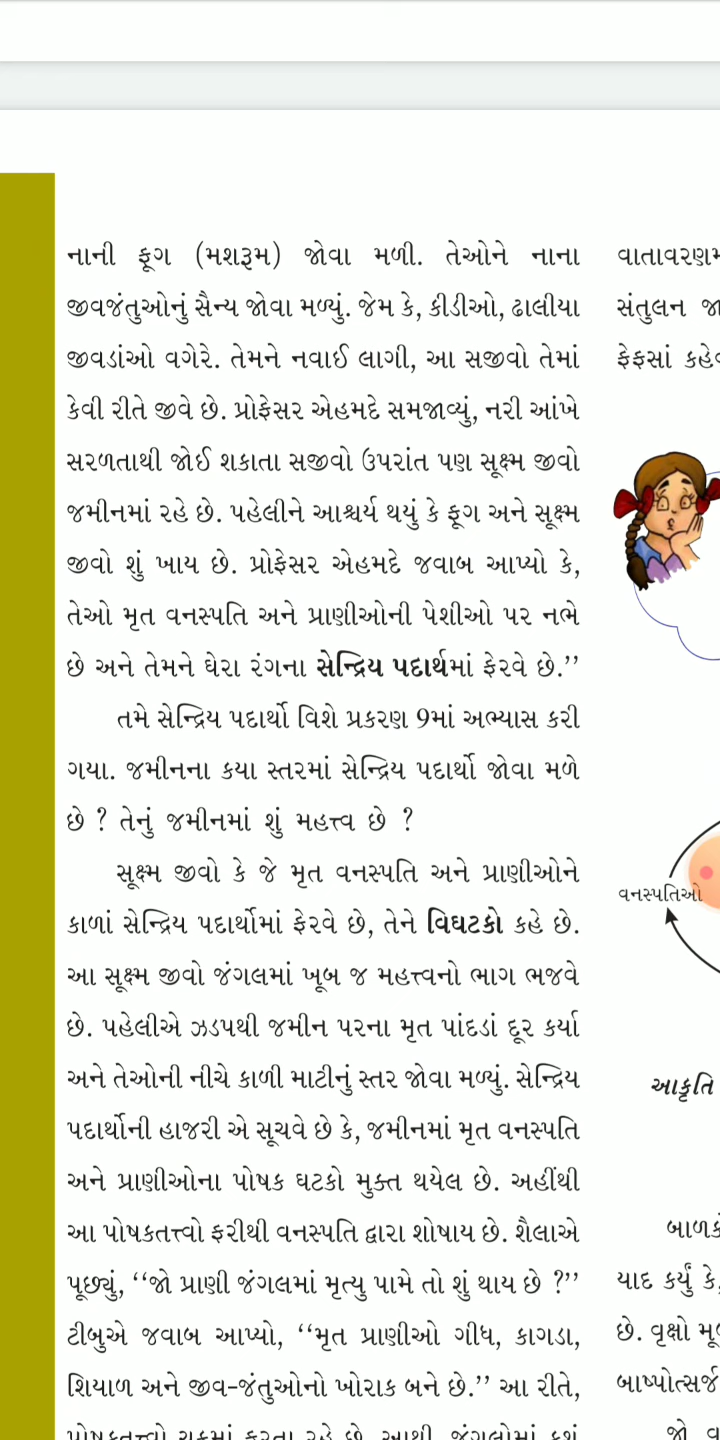 નાની ફૂગ (મશરૂમ) જોવા મળી. તેઓને નાના
જીવજંતુઓનું સૈન્ય જોવા મળ્યું. જેમ કે, કીડીઓ, ઢાલીયા
જીવડાંઓ વગેરે. તેમને નવાઈ લાગી, આ સજીવો તેમાં
કેવી રીતે જીવે છે. પ્રોફેસર એહમદે સમજાવ્યું, નરી આંખે
સરળતાથી જોઈ શકાતા સજીવો ઉપરાંત પણ સૂક્ષ્મ જીવો
જમીનમાં રહે છે. પહેલીને આશ્ચર્ય થયું કે ફૂગ અને સૂક્ષ્મ
જીવો શું ખાય છે. પ્રોફેસર એહમદે જવાબ આપ્યો કે,
તેઓ મૃત વનસ્પતિ અને પ્રાણીઓની પેશીઓ પર નભે
છે અને તેમને ઘેરા રંગના સેન્દ્રિય પદાર્થમાં ફેરવે છે.’’
તમે સેન્દ્રિય પદાર્થો વિશે પ્રકરણ 9માં અભ્યાસ કરી
ગયા. જમીનના કયા સ્તરમાં સેન્દ્રિય પદાર્થો જોવા મળે
છે ? તેનું જમીનમાં શું મહત્ત્વ છે ?
સૂક્ષ્મ જીવો કે જે મૃત વનસ્પતિ અને પ્રાણીઓને
કાળાં સેન્દ્રિય પદાર્થોમાં ફેરવે છે, તેને વિઘટકો કહે છે.
આ સૂક્ષ્મ જીવો જંગલમાં ખૂબ જ મહત્ત્વનો ભાગ ભજવે
છે. પહેલીએ ઝડપથી જમીન પરના મૃત પાંદડાં દૂર કર્યા
અને તેઓની નીચે કાળી માટીનું સ્તર જોવા મળ્યું. સેન્દ્રિય
પદાર્થોની હાજરી એ સૂચવે છે કે, જમીનમાં મૃત વનસ્પતિ
અને પ્રાણીઓના પોષક ઘટકો મુક્ત થયેલ છે. અહીંથી
આ પોષકતત્ત્વો ફરીથી વનસ્પતિ દ્વારા શોષાય છે. શૈલાએ
પૂછ્યું, ‘‘જો પ્રાણી જંગલમાં મૃત્યુ પામે તો શું થાય છે ?’’
ટીબુએ જવાબ આપ્યો, ‘‘મૃત પ્રાણીઓ ગીધ, કાગડા,
શિયાળ અને જીવ-જંતુઓનો ખોરાક બને છે.’’ આ રીતે,
સંતુલન
ફેફસાં
વનસ્પતિઓ
આકૃતિ
યાદ કર્યું કે,
છે. વૃક્ષો